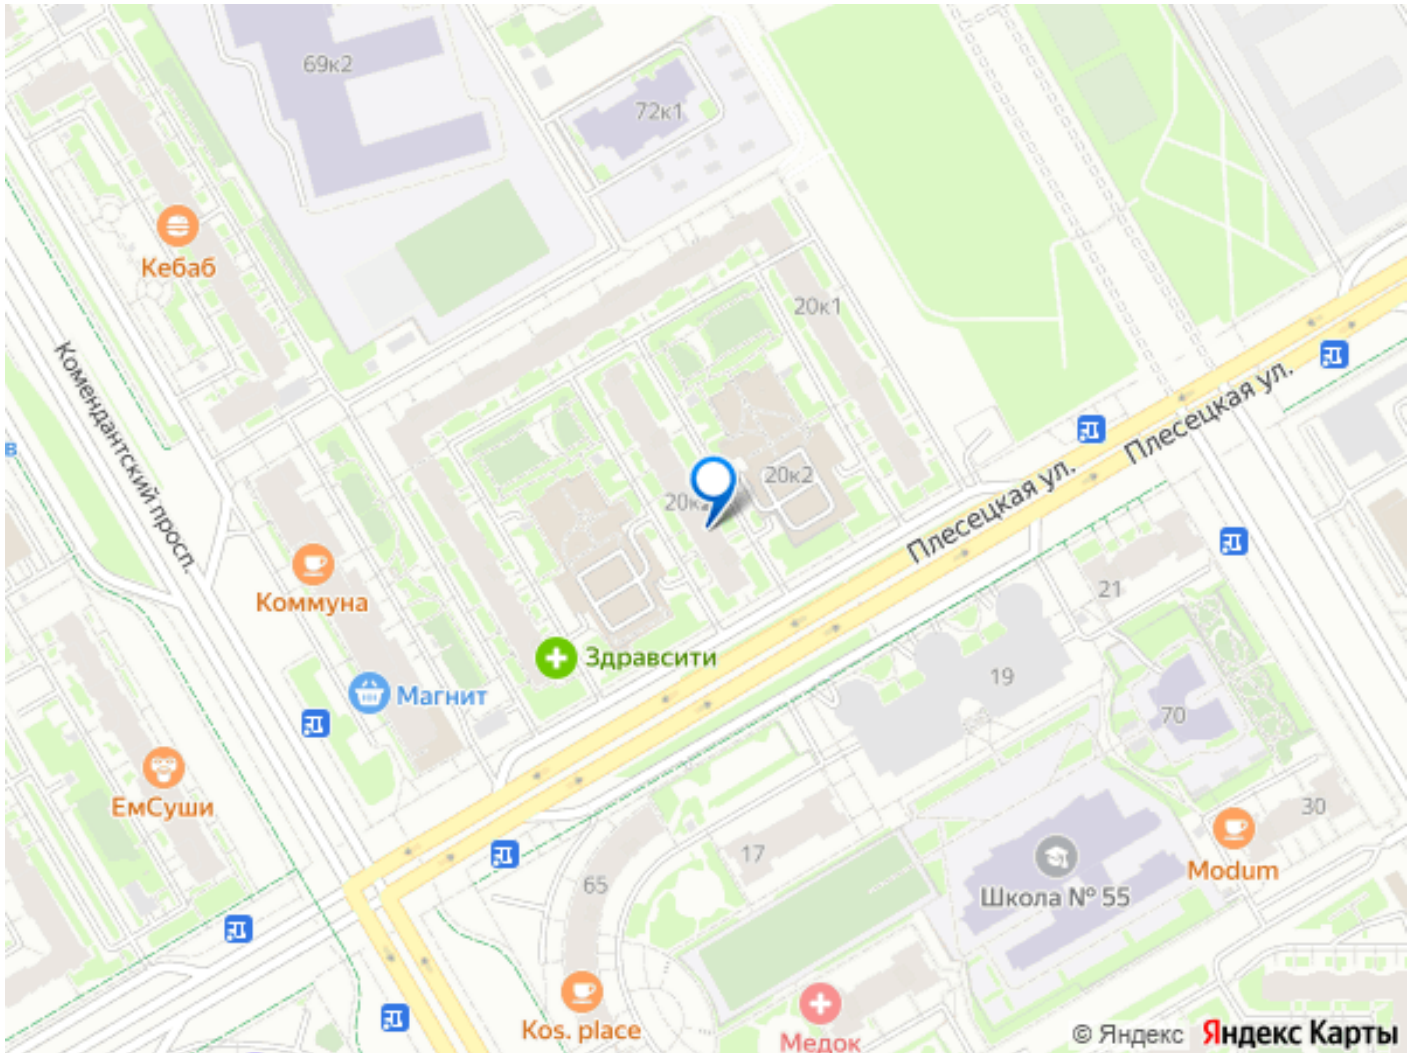 69к2
72к1
Кебаб
20к1
Комендантский просп.
Плесецкая ул.
в
20к2
Плесецкая ул.
21
Коммуна
Здравсити
19
Магнит
70
ЕмСуши
30
17
65
Modum
Школа № 55
Kos. place
Медок
© Яндекс Яндекс Карты